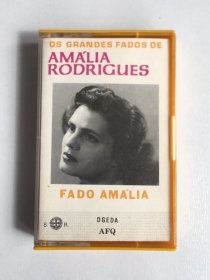 OS GRANDES FADOS DE
AMÁLIA
RODRIGUES
FADO AMÁLIA
S. R.
OGEDA
AFQ